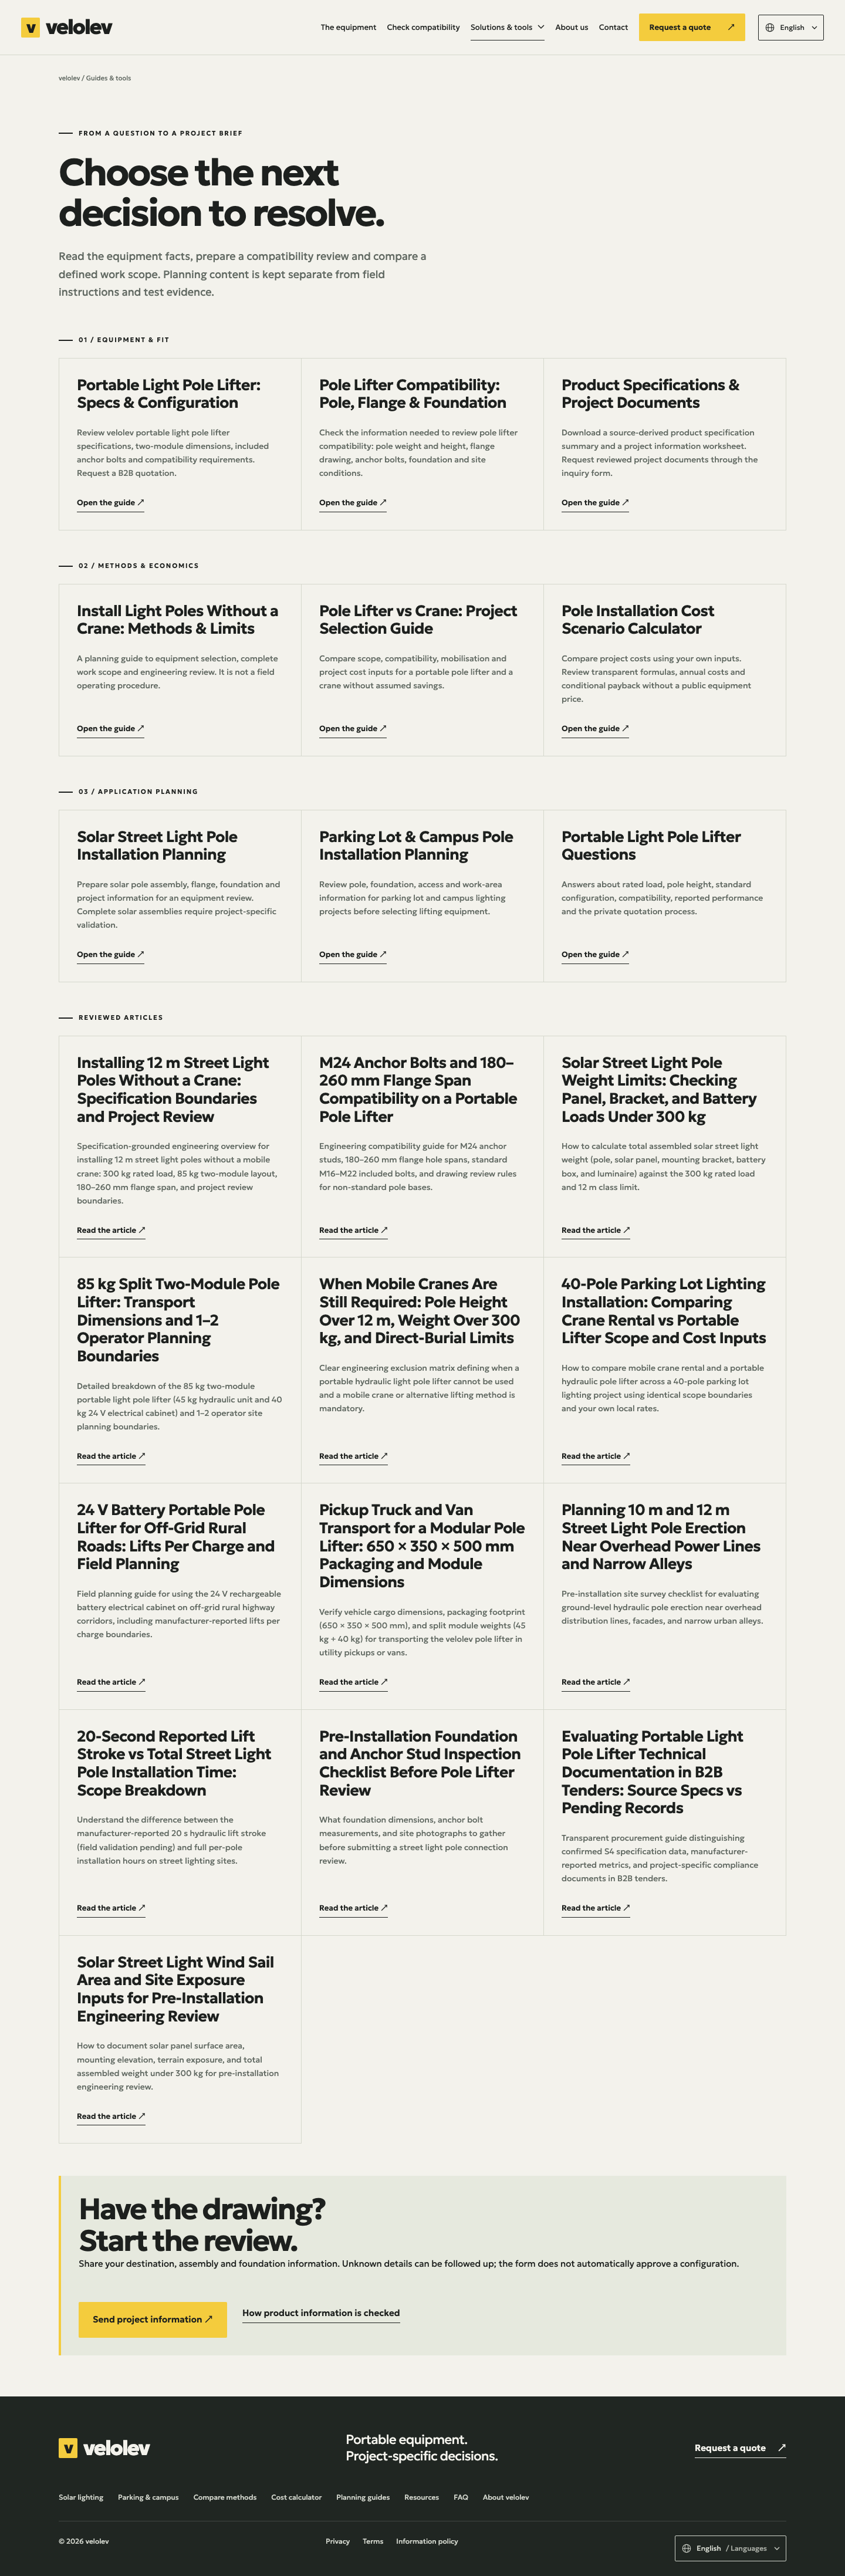 velolev
The equipment
Check compatibility
Solutions & tools
About us
Contact
Request a quote ↗
English
velolev / Guides & tools
FROM A QUESTION TO A PROJECT BRIEF
Choose the next
decision to resolve.
Read the equipment facts, prepare a compatibility review and compare a
defined work scope. Planning content is kept separate from field
instructions and test evidence.
01 / EQUIPMENT & FIT
Portable Light Pole Lifter:
Specs & Configuration
Review velolev portable light pole lifter
specifications, two-module dimensions, included
anchor bolts and compatibility requirements.
Request a B2B quotation.
Open the guide ↗
Pole Lifter Compatibility:
Pole, Flange & Foundation
Check the information needed to review pole lifter
compatibility: pole weight and height, flange
drawing, anchor bolts, foundation and site
conditions.
Open the guide ↗
Product Specifications &
Project Documents
Download a source-derived product specification
summary and a project information worksheet.
Request reviewed project documents through the
inquiry form.
Open the guide ↗
02 / METHODS & ECONOMICS
Install Light Poles Without a
Crane: Methods & Limits
A planning guide to equipment selection, complete
work scope and engineering review. It is not a field
operating procedure.
Open the guide ↗
Pole Lifter vs Crane: Project
Selection Guide
Compare scope, compatibility, mobilisation and
project cost inputs for a portable pole lifter and a
crane without assumed savings.
Open the guide ↗
Pole Installation Cost
Scenario Calculator
Compare project costs using your own inputs.
Review transparent formulas, annual costs and
conditional payback without a public equipment
price.
Open the guide ↗
03 / APPLICATION PLANNING
Solar Street Light Pole
Installation Planning
Prepare solar pole assembly, flange, foundation and
project information for an equipment review.
Complete solar assemblies require project-specific
validation.
Open the guide ↗
Parking Lot & Campus Pole
Installation Planning
Review pole, foundation, access and work-area
information for parking lot and campus lighting
projects before selecting lifting equipment.
Open the guide ↗
Portable Light Pole Lifter
Questions
Answers about rated load, pole height, standard
configuration, compatibility, reported performance
and the private quotation process.
Open the guide ↗
REVIEWED ARTICLES
Installing 12 m Street Light
Poles Without a Crane:
Specification Boundaries
and Project Review
Specification-grounded engineering overview for
installing 12 m street light poles without a mobile
crane: 300 kg rated load, 85 kg two-module layout,
180–260 mm flange span, and project review
boundaries.
Read the article ↗
M24 Anchor Bolts and 180–
260 mm Flange Span
Compatibility on a Portable
Pole Lifter
Engineering compatibility guide for M24 anchor
studs, 180–260 mm flange hole spans, standard
M16–M22 included bolts, and drawing review rules
for non-standard pole bases.
Read the article ↗
Solar Street Light Pole
Weight Limits: Checking
Panel, Bracket, and Battery
Loads Under 300 kg
How to calculate total assembled solar street light
weight (pole, solar panel, mounting bracket, battery
box, and luminaire) against the 300 kg rated load
and 12 m class limit.
Read the article ↗
85 kg Split Two-Module Pole
Lifter: Transport
Dimensions and 1–2
Operator Planning
Boundaries
Detailed breakdown of the 85 kg two-module
portable light pole lifter (45 kg hydraulic unit and 40
kg 24 V electrical cabinet) and 1–2 operator site
planning boundaries.
Read the article ↗
When Mobile Cranes Are
Still Required: Pole Height
Over 12 m, Weight Over 300
kg, and Direct-Burial Limits
Clear engineering exclusion matrix defining when a
portable hydraulic light pole lifter cannot be used
and a mobile crane or alternative lifting method is
mandatory.
Read the article ↗
40-Pole Parking Lot Lighting
Installation: Comparing
Crane Rental vs Portable
Lifter Scope and Cost Inputs
How to compare mobile crane rental and a portable
hydraulic pole lifter across a 40-pole parking lot
lighting project using identical scope boundaries
and your own local rates.
Read the article ↗
24 V Battery Portable Pole
Lifter for Off-Grid Rural
Roads: Lifts Per Charge and
Field Planning
Field planning guide for using the 24 V rechargeable
battery electrical cabinet on off-grid rural highway
corridors, including manufacturer-reported lifts per
charge boundaries.
Read the article ↗
Pickup Truck and Van
Transport for a Modular Pole
Lifter: 650 × 350 × 500 mm
Packaging and Module
Dimensions
Verify vehicle cargo dimensions, packaging footprint
(650 × 350 × 500 mm), and split module weights (45
kg + 40 kg) for transporting the velolev pole lifter in
utility pickups or vans.
Read the article ↗
Planning 10 m and 12 m
Street Light Pole Erection
Near Overhead Power Lines
and Narrow Alleys
Pre-installation site survey checklist for evaluating
ground-level hydraulic pole erection near overhead
distribution lines, facades, and narrow urban alleys.
Read the article ↗
20-Second Reported Lift
Stroke vs Total Street Light
Pole Installation Time:
Scope Breakdown
Understand the difference between the
manufacturer-reported 20 s hydraulic lift stroke
(field validation pending) and full per-pole
installation hours on street lighting sites.
Read the article ↗
Pre-Installation Foundation
and Anchor Stud Inspection
Checklist Before Pole Lifter
Review
What foundation dimensions, anchor bolt
measurements, and site photographs to gather
before submitting a street light pole connection
review.
Read the article ↗
Evaluating Portable Light
Pole Lifter Technical
Documentation in B2B
Tenders: Source Specs vs
Pending Records
Transparent procurement guide distinguishing
confirmed S4 specification data, manufacturer-
reported metrics, and project-specific compliance
documents in B2B tenders.
Read the article ↗
Solar Street Light Wind Sail
Area and Site Exposure
Inputs for Pre-Installation
Engineering Review
How to document solar panel surface area,
mounting elevation, terrain exposure, and total
assembled weight under 300 kg for pre-installation
engineering review.
Read the article ↗
Have the drawing?
Start the review.
Share your destination, assembly and foundation information. Unknown details can be followed up; the form does not automatically approve a configuration.
Send project information ↗
How product information is checked
velolev
Portable equipment.
Project-specific decisions.
Request a quote ↗
Solar lighting
Parking & campus
Compare methods
Cost calculator
Planning guides
Resources
FAQ
About velolev
© 2026 velolev
Privacy
Terms
Information policy
English / Languages